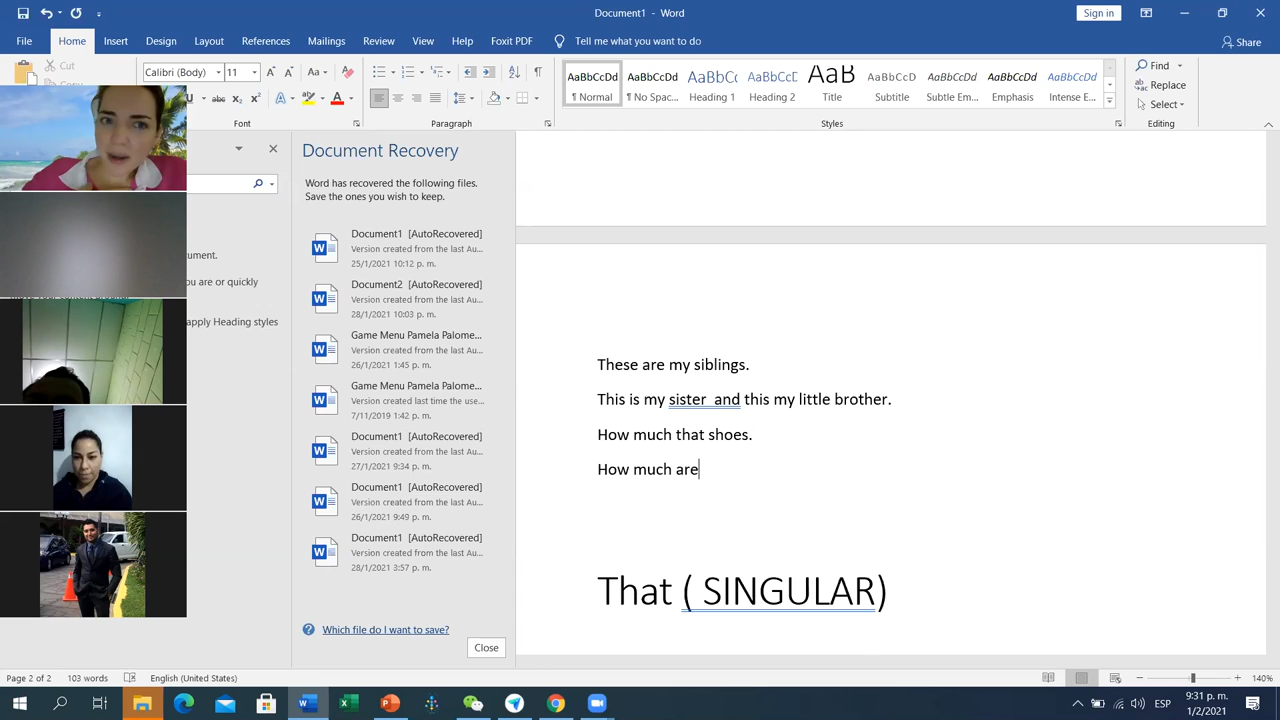 Document1 - Word
Sign in
File Home Insert Design Layout References Mailings Review View Help Foxit PDF Tell me what you want to do Share
Cut
Calibri (Body) 11 Aa
Find
AaBbCcDd AaBbCcDd AaBbCc AaBbCcC AaB AaBbCcDd AaBbCcDd AaBbCcDd AaBbCcDd
¶ Normal ¶ No Spac... Heading 1 Heading 2 Title Subtitle Subtle Em... Emphasis Intense E...
Replace
abc x₂ x² A A
Select
Font Paragraph Styles Editing
Document Recovery
Word has recovered the following files.
Save the ones you wish to keep.
Document1 [AutoRecovered]
Version created from the last Au...
25/1/2021 10:12 p. m.
Document2 [AutoRecovered]
Version created from the last Au...
28/1/2021 10:03 p. m.
Game Menu Pamela Palome...
Version created from the last Au...
26/1/2021 1:45 p. m.
Game Menu Pamela Palome...
Version created last time the use...
7/11/2019 1:42 p. m.
Document1 [AutoRecovered]
Version created from the last Au...
27/1/2021 9:34 p. m.
Document1 [AutoRecovered]
Version created from the last Au...
26/1/2021 9:49 p. m.
Document1 [AutoRecovered]
Version created from the last Au...
28/1/2021 3:57 p. m.
Which file do I want to save?
Close
ument.
ou are or quickly
apply Heading styles
These are my siblings.
This is my sister and this my little brother.
How much that shoes.
How much are
That ( SINGULAR)
Page 2 of 2 103 words English (United States) 140%
ESP
9:31 p. m.
1/2/2021